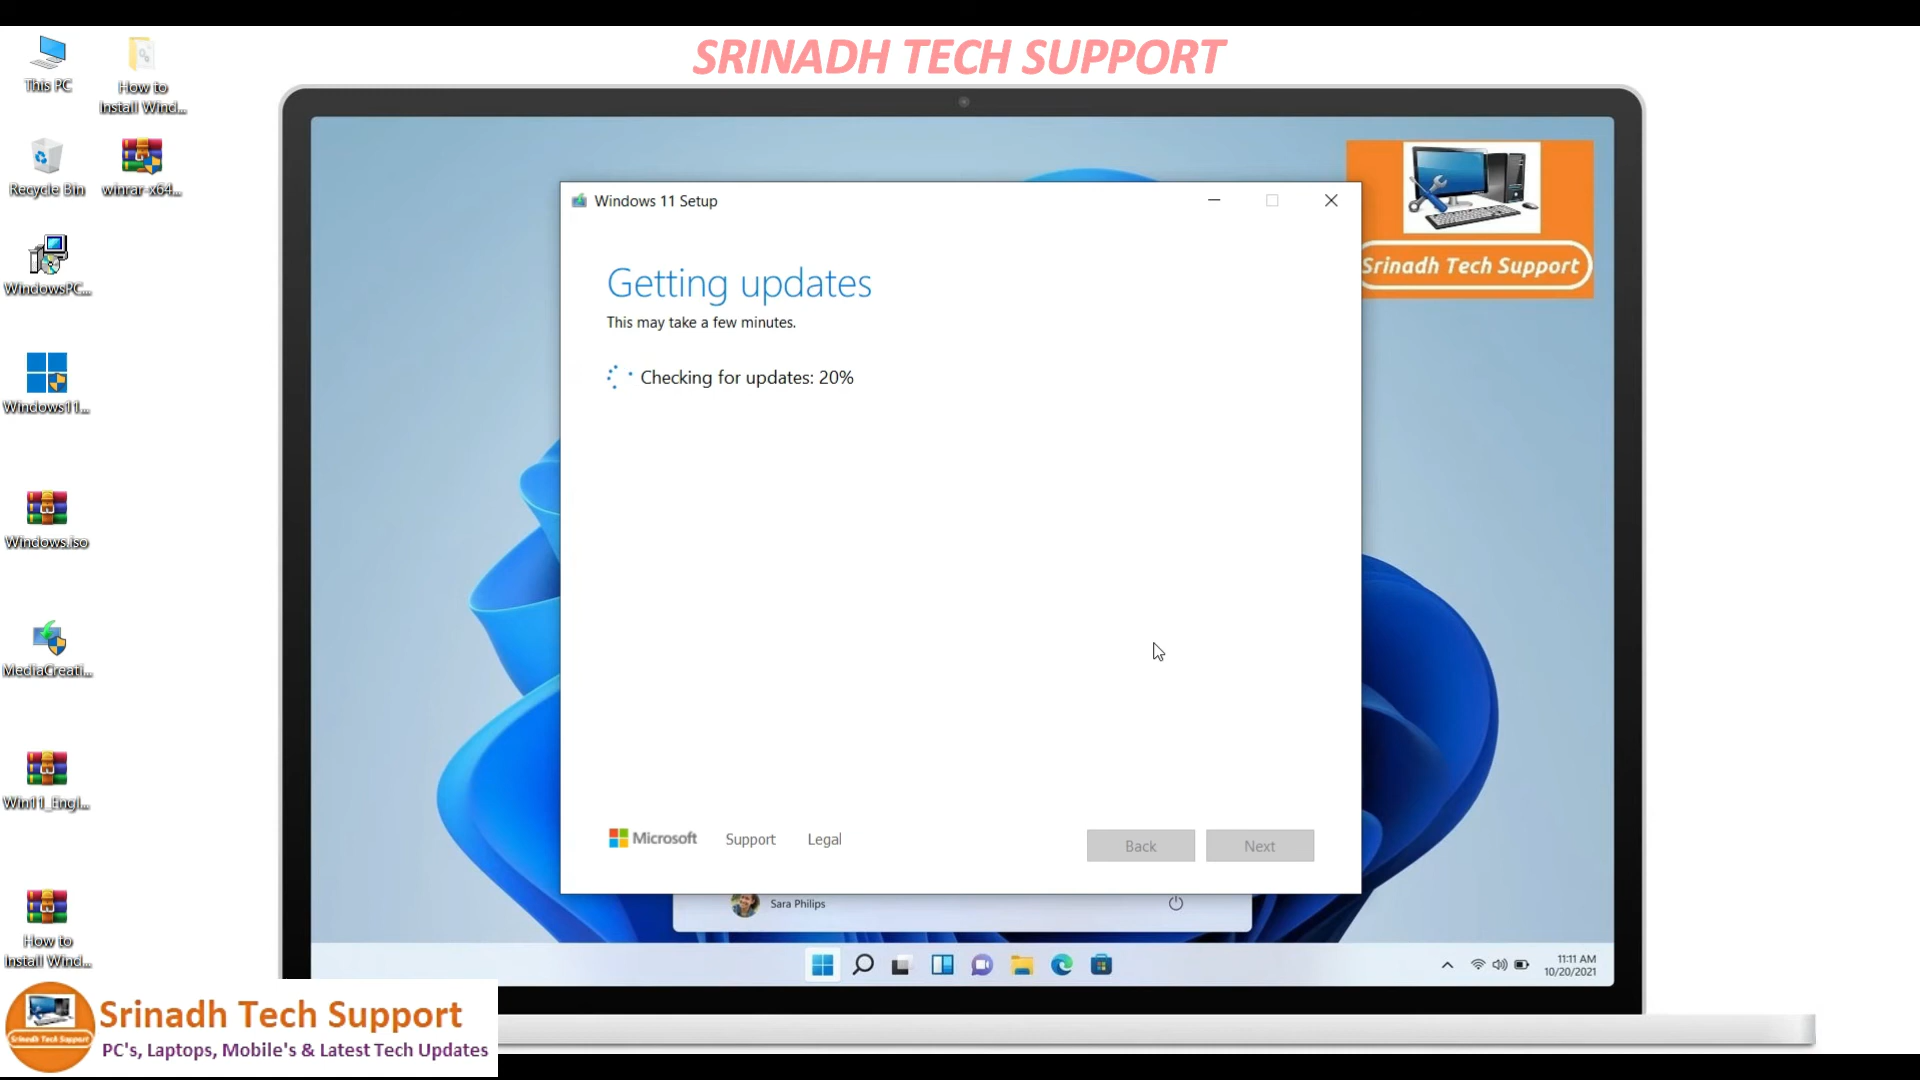 SRINADH TECH SUPPORT
This PC
How to
Install Wind...
Recycle Bin
winrar-x64...
WindowsPC...
Windows11...
Windows.iso
MediaCreati...
Win11_Engl...
How to
Install Wind...
Windows 11 Setup
Getting updates
This may take a few minutes.
Checking for updates: 20%
Microsoft
Support
Legal
Back
Next
Srinadh Tech Support
Sara Philips
11:11 AM
10/20/2021
Srinadh Tech Support
Srinadh Tech Support
PC's, Laptops, Mobile's & Latest Tech Updates